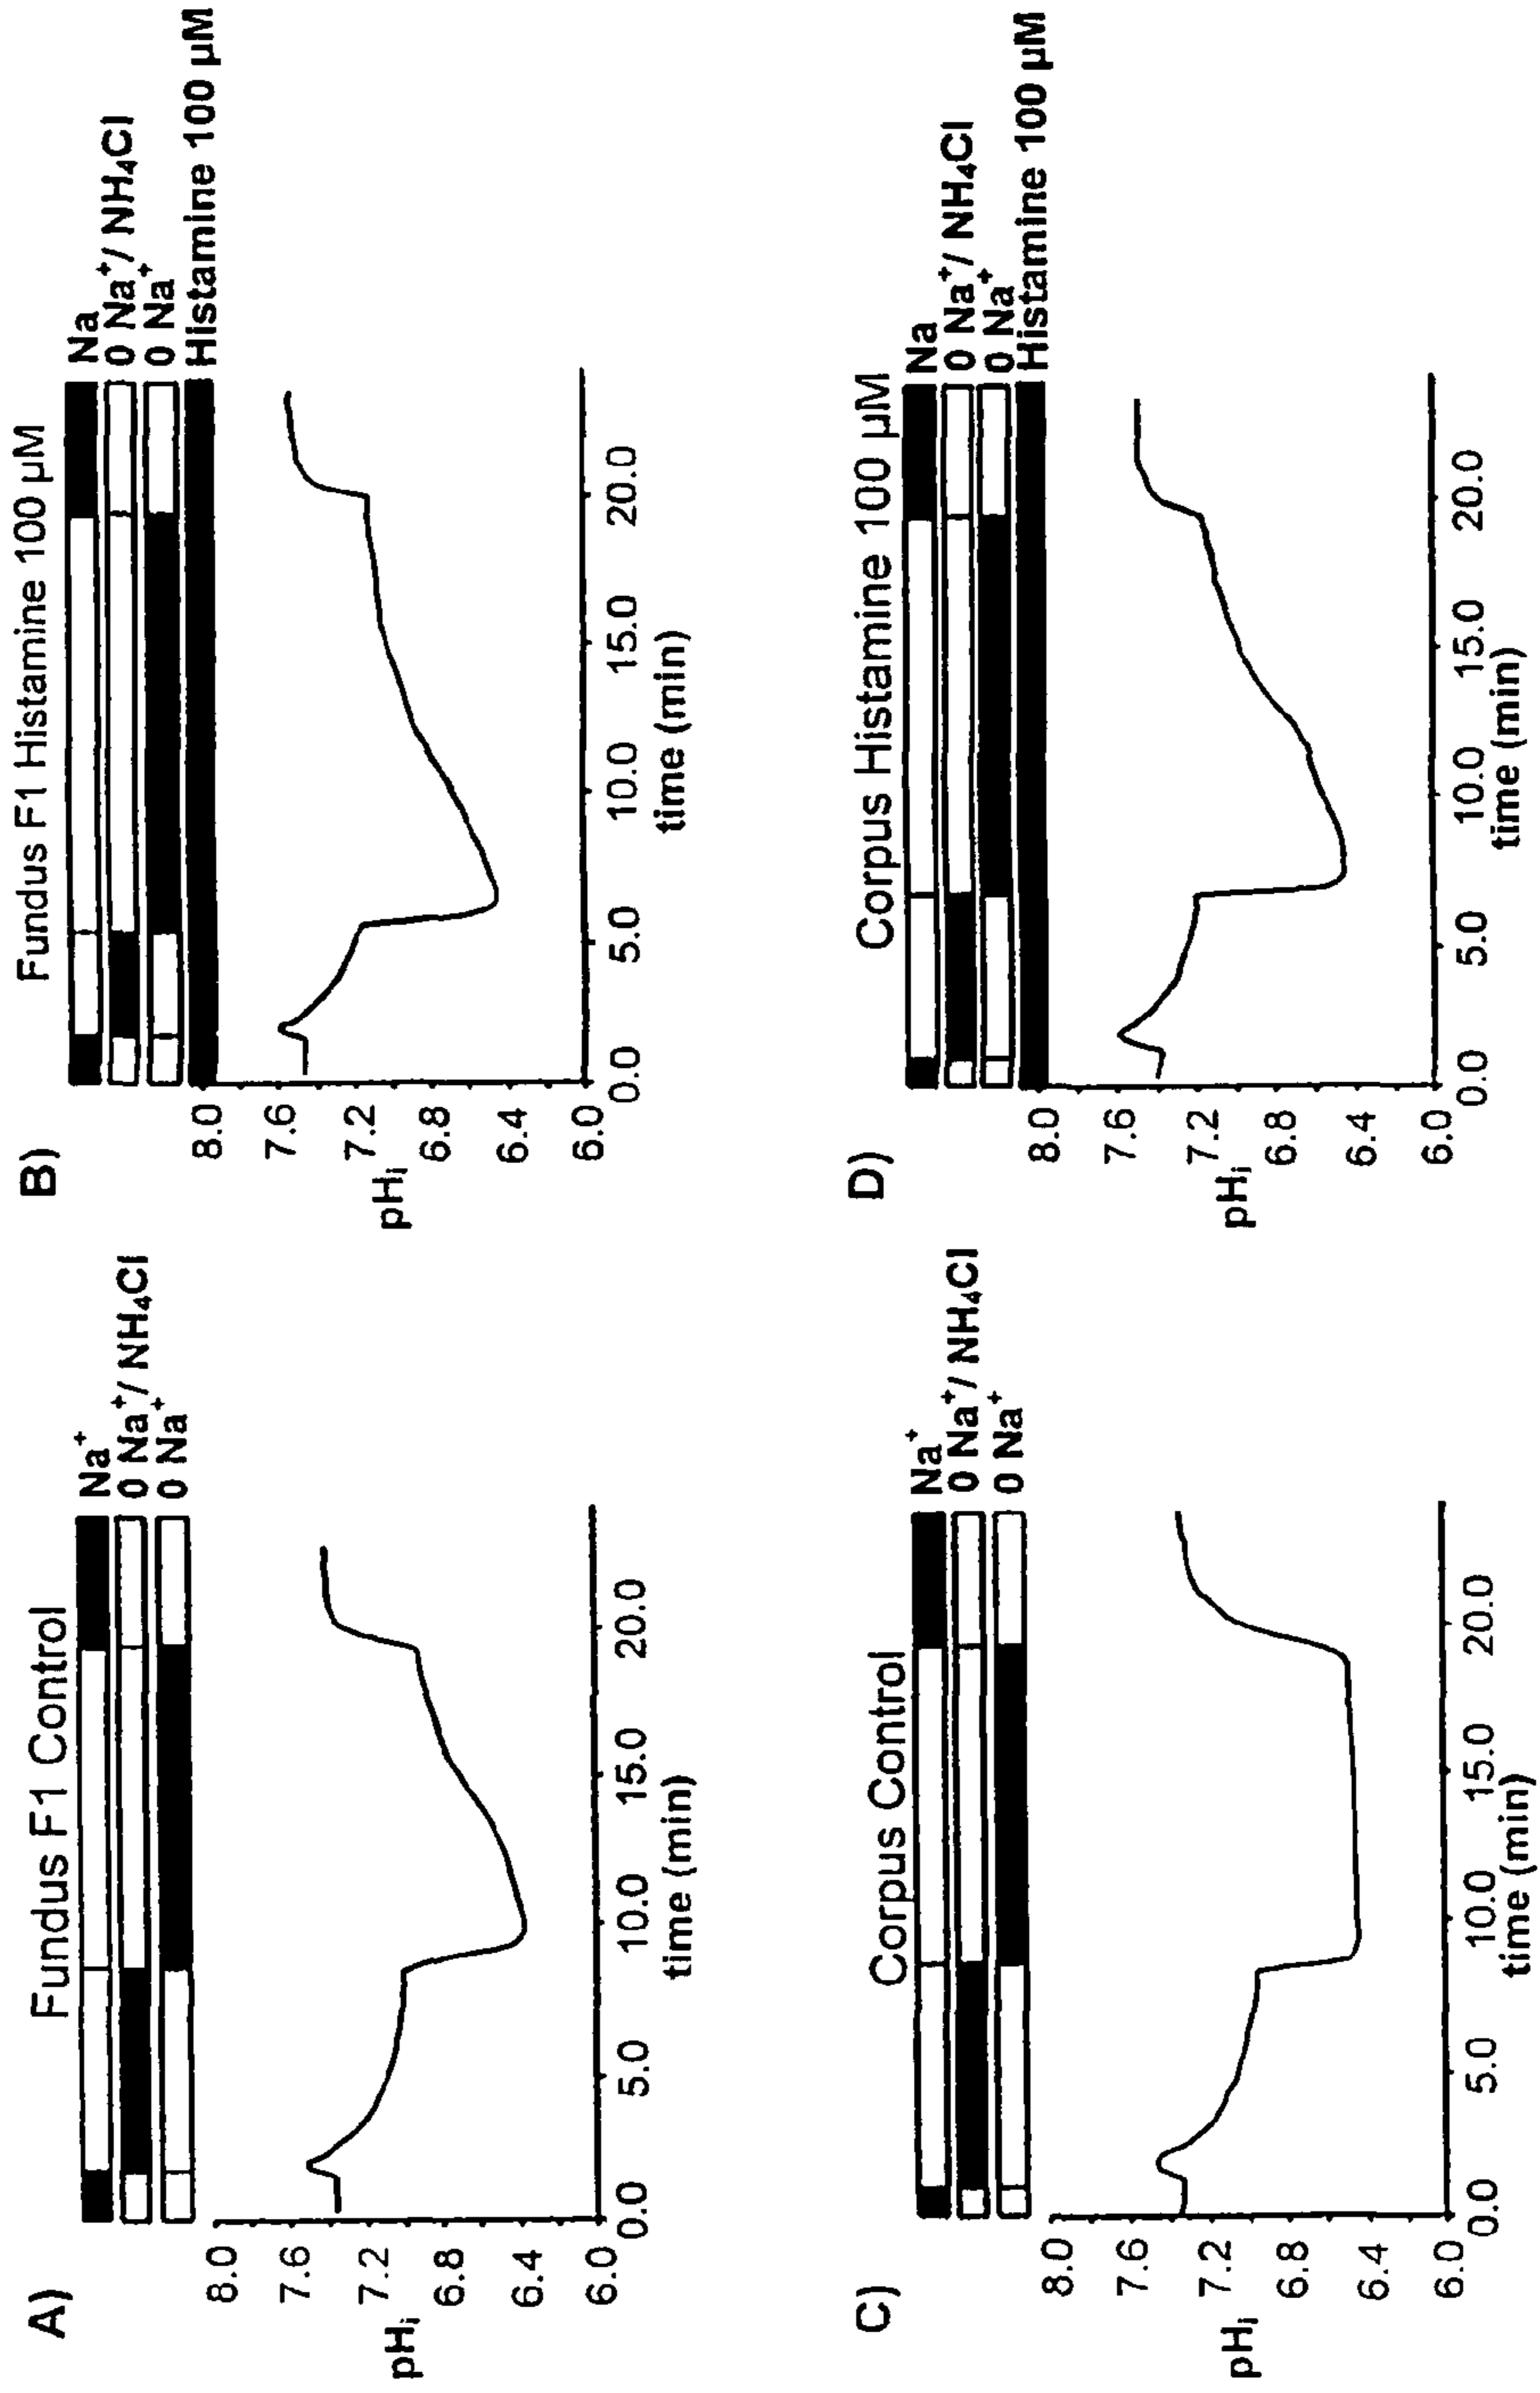 A)
Fundus F1 Control
Na⁺
0 Na⁺/ NH₄Cl
0 Na⁺
8.0
7.6
7.2
6.8
6.4
6.0
pHᵢ
0.0 5.0 10.0 15.0 20.0
time (min)
B)
Fundus F1 Histamine 100 µM
Na
0 Na⁺/ NH₄Cl
0 Na⁺
Histamine 100 µM
8.0
7.6
7.2
6.8
6.4
6.0
pHᵢ
0.0 5.0 10.0 15.0 20.0
time (min)
C)
Corpus Control
Na⁺
0 Na⁺/ NH₄Cl
0 Na⁺
8.0
7.6
7.2
6.8
6.4
6.0
pHᵢ
0.0 5.0 10.0 15.0 20.0
time (min)
D)
Corpus Histamine 100 µM
Na
0 Na⁺/ NH₄Cl
0 Na⁺
Histamine 100 µM
8.0
7.6
7.2
6.8
6.4
6.0
pHᵢ
0.0 5.0 10.0 15.0 20.0
time (min)